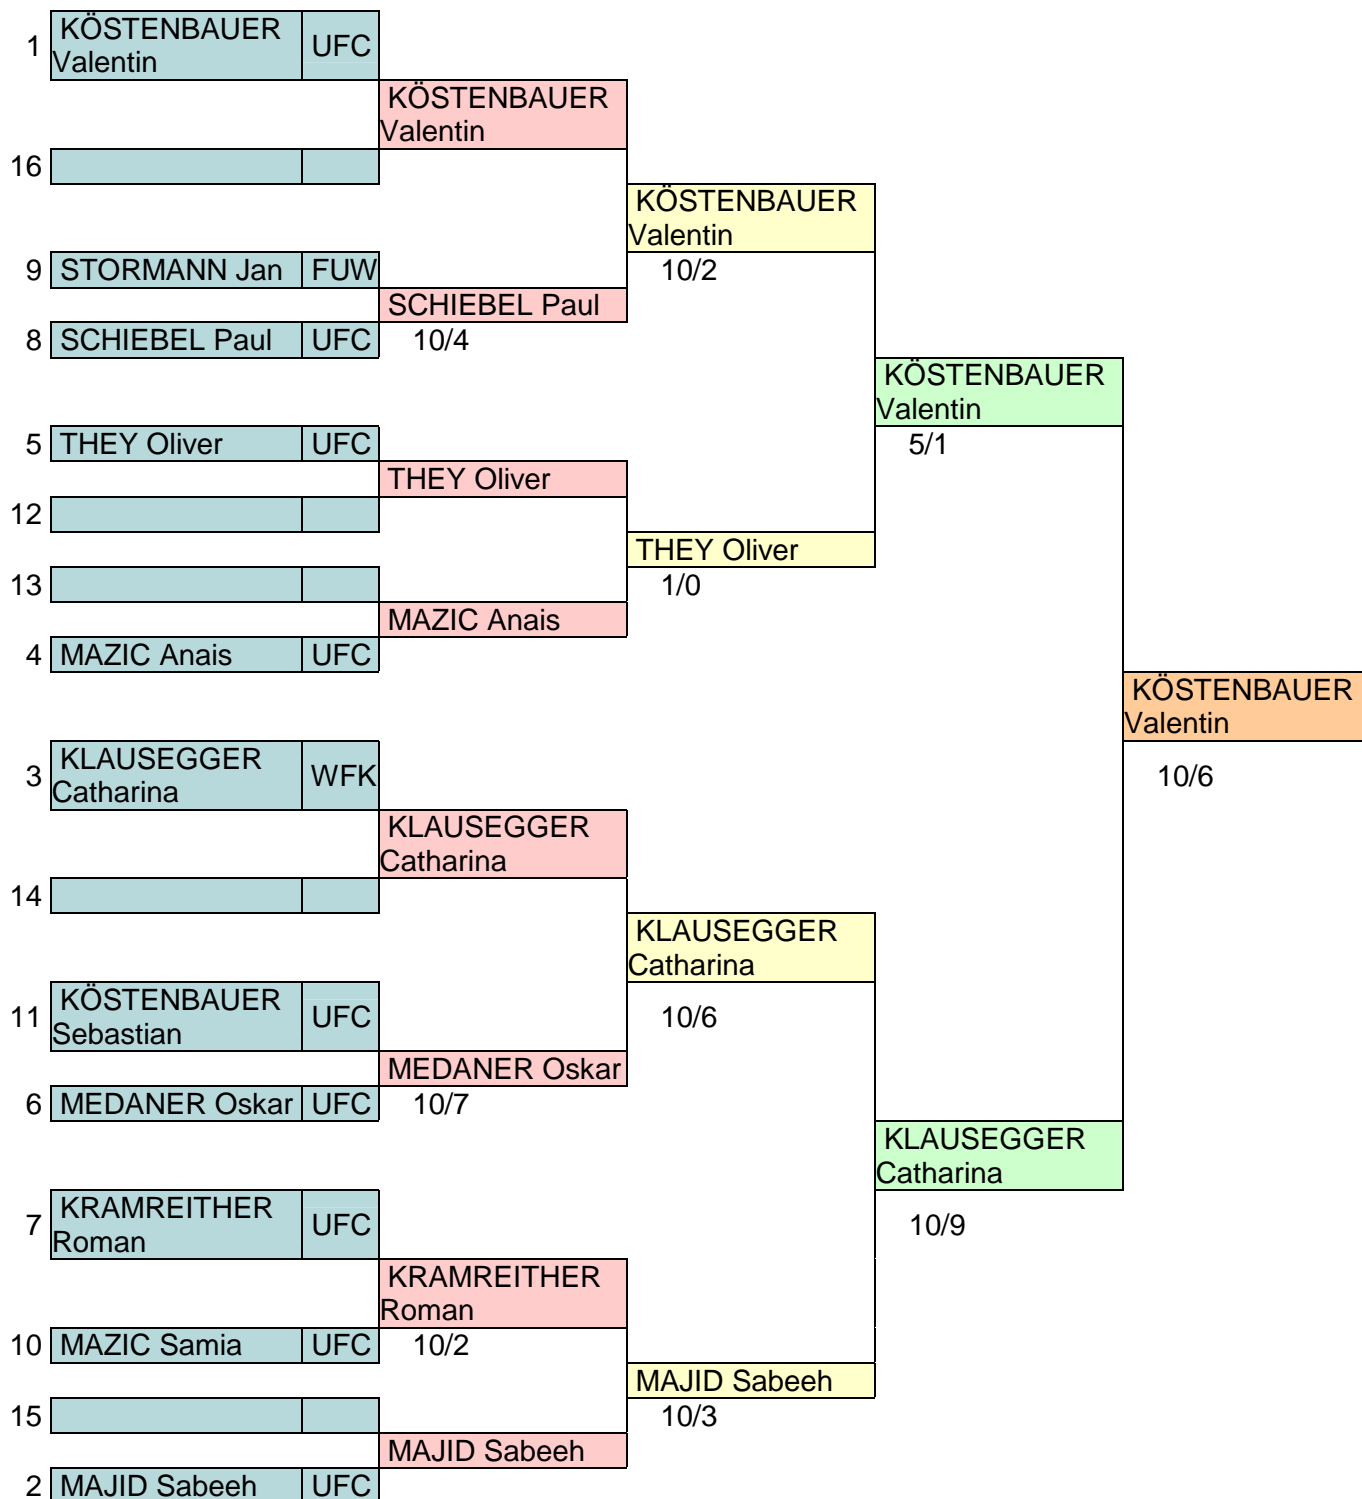 1 KÖSTENBAUER Valentin UFC
KÖSTENBAUER
Valentin
16
KÖSTENBAUER
Valentin
9 STORMANN Jan FUW 10/2
SCHIEBEL Paul
8 SCHIEBEL Paul UFC 10/4
KÖSTENBAUER
Valentin
5 THEY Oliver UFC 5/1
THEY Oliver
12
THEY Oliver
13 1/0
MAZIC Anais
4 MAZIC Anais UFC
KÖSTENBAUER
Valentin
3 KLAUSEGGER Catharina WFK 10/6
KLAUSEGGER
Catharina
14
KLAUSEGGER
Catharina
11 KÖSTENBAUER Sebastian UFC 10/6
MEDANER Oskar
6 MEDANER Oskar UFC 10/7
KLAUSEGGER
Catharina
7 KRAMREITHER Roman UFC 10/9
KRAMREITHER
Roman
10 MAZIC Samia UFC 10/2
MAJID Sabeeh
15 10/3
MAJID Sabeeh
2 MAJID Sabeeh UFC